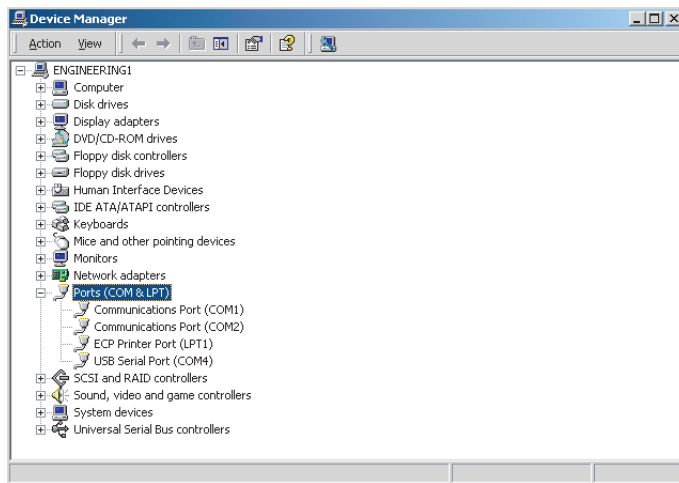 Device Manager
Action View
ENGINEERING1
Computer
Disk drives
Display adapters
DVD/CD-ROM drives
Floppy disk controllers
Floppy disk drives
Human Interface Devices
IDE ATA/ATAPI controllers
Keyboards
Mice and other pointing devices
Monitors
Network adapters
Ports (COM & LPT)
Communications Port (COM1)
Communications Port (COM2)
ECP Printer Port (LPT1)
USB Serial Port (COM4)
SCSI and RAID controllers
Sound, video and game controllers
System devices
Universal Serial Bus controllers